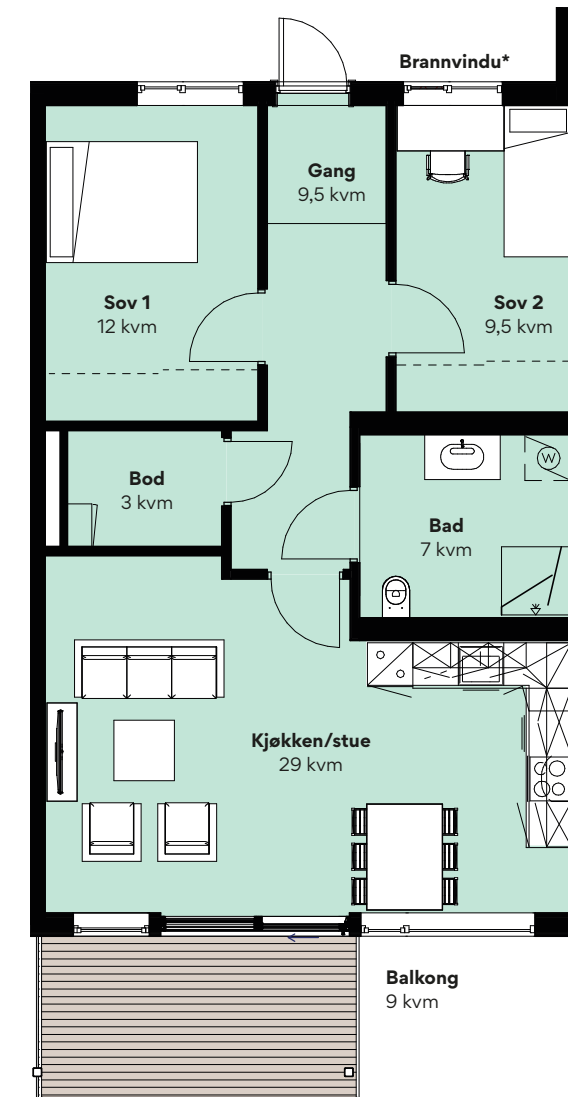 Brannvindu*
Gang
9,5 kvm
Sov 1
12 kvm
Sov 2
9,5 kvm
Bod
3 kvm
W
Bad
7 kvm
Kjøkken/stue
29 kvm
Balkong
9 kvm